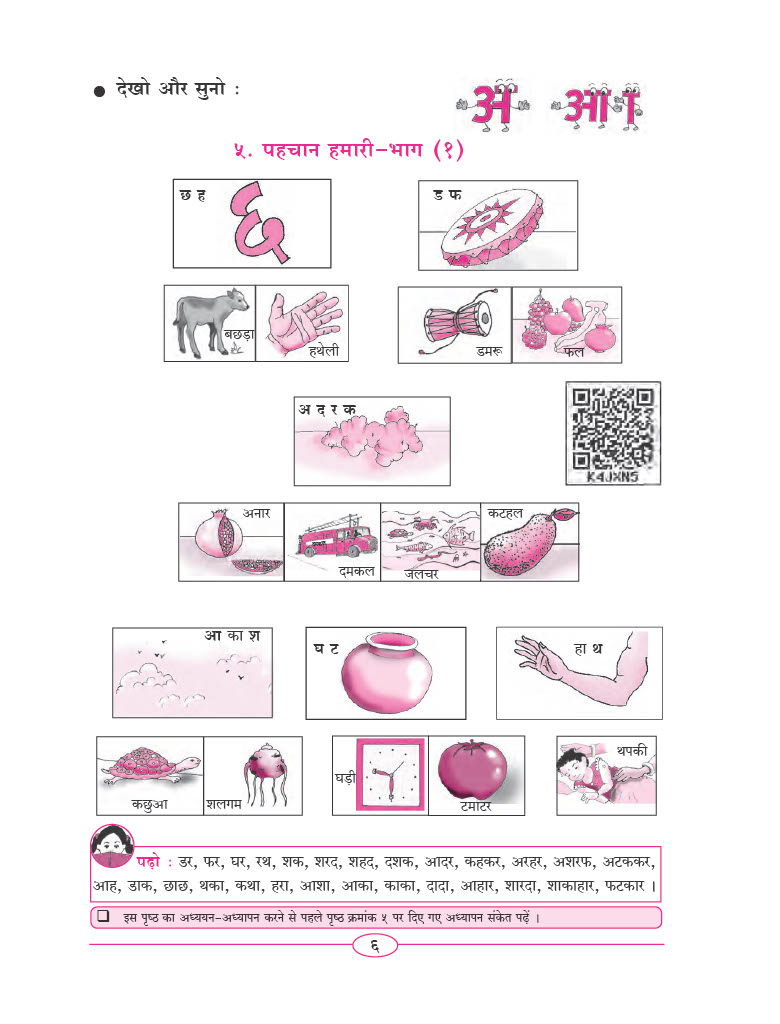 ● देखो और सुनो :
अ आ ा
५. पहचान हमारी-भाग (१)
छ ह
६
ड फ
बछड़ा
हथेली
डमरू
फल
अ द र क
K4JXN5
अनार
दमकल
जलचर
कटहल
आ का श
घ ट
हा थ
कछुआ
शलगम
घड़ी
टमाटर
थपकी
पढ़ो : डर, फर, घर, रथ, शक, शरद, शहद, दशक, आदर, कहकर, अरहर, अशरफ, अटककर,
आह, डाक, छाछ, थका, कथा, हरा, आशा, आका, काका, दादा, आहार, शारदा, शाकाहार, फटकार ।
❑ इस पृष्ठ का अध्ययन-अध्यापन करने से पहले पृष्ठ क्रमांक ५ पर दिए गए अध्यापन संकेत पढ़ें ।
६